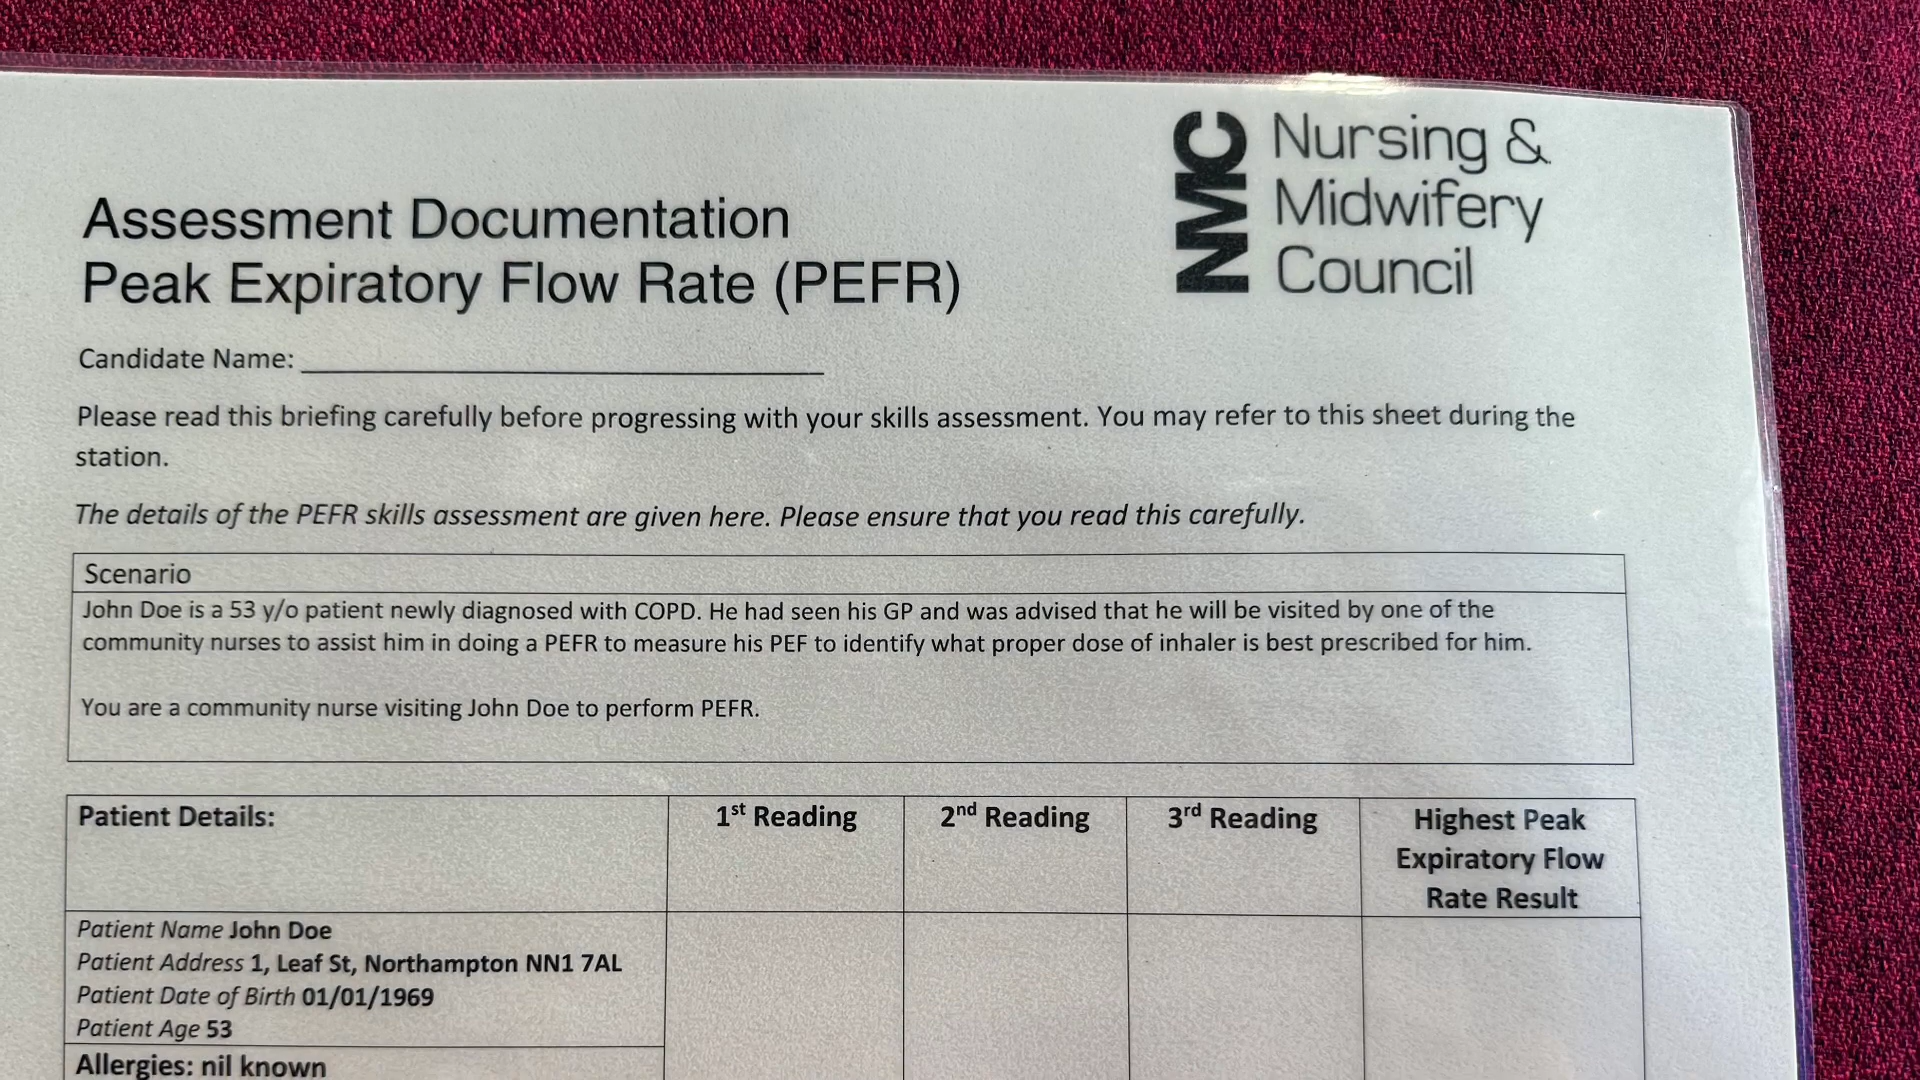 NMC
Nursing &
Midwifery
Council
Assessment Documentation
Peak Expiratory Flow Rate (PEFR)
Candidate Name:
Please read this briefing carefully before progressing with your skills assessment. You may refer to this sheet during the
station.
The details of the PEFR skills assessment are given here. Please ensure that you read this carefully.
Scenario
John Doe is a 53 y/o patient newly diagnosed with COPD. He had seen his GP and was advised that he will be visited by one of the
community nurses to assist him in doing a PEFR to measure his PEF to identify what proper dose of inhaler is best prescribed for him.
You are a community nurse visiting John Doe to perform PEFR.
Patient Details:
1st Reading
2nd Reading
3rd Reading
Highest Peak
Expiratory Flow
Rate Result
Patient Name John Doe
Patient Address 1, Leaf St, Northampton NN1 7AL
Patient Date of Birth 01/01/1969
Patient Age 53
Allergies: nil known